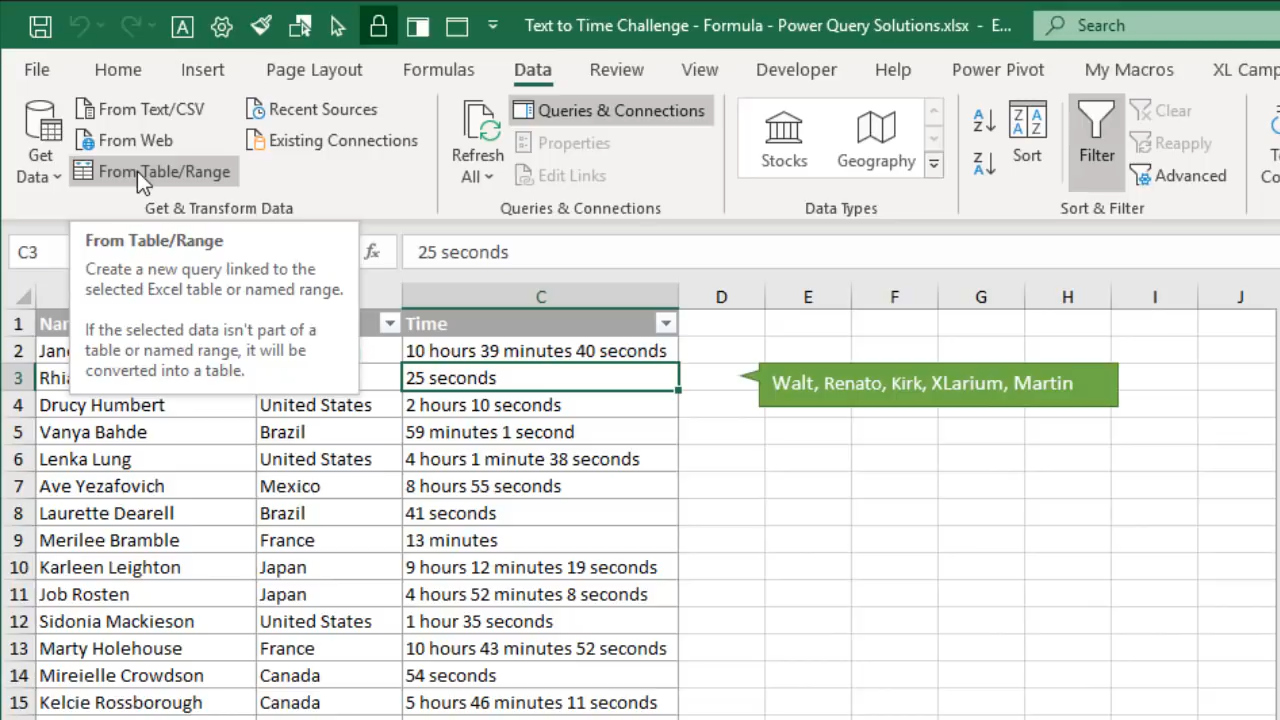 Text to Time Challenge - Formula - Power Query Solutions.xlsx - E...
Search
File Home Insert Page Layout Formulas Data Review View Developer Help Power Pivot My Macros XL Camp
Get Data
From Text/CSV
From Web
From Table/Range
Recent Sources
Existing Connections
Get & Transform Data
Refresh All
Queries & Connections
Properties
Edit Links
Queries & Connections
Stocks
Geography
Data Types
Sort
Filter
Clear
Reapply
Advanced
Sort & Filter
C3
fx
25 seconds
From Table/Range
Create a new query linked to the
selected Excel table or named range.
If the selected data isn't part of a
table or named range, it will be
converted into a table.
C D E F G H I J
1 Time
2 10 hours 39 minutes 40 seconds
3 25 seconds
Walt, Renato, Kirk, XLarium, Martin
4 Drucy Humbert United States 2 hours 10 seconds
5 Vanya Bahde Brazil 59 minutes 1 second
6 Lenka Lung United States 4 hours 1 minute 38 seconds
7 Ave Yezafovich Mexico 8 hours 55 seconds
8 Laurette Dearell Brazil 41 seconds
9 Merilee Bramble France 13 minutes
10 Karleen Leighton Japan 9 hours 12 minutes 19 seconds
11 Job Rosten Japan 4 hours 52 minutes 8 seconds
12 Sidonia Mackieson United States 1 hour 35 seconds
13 Marty Holehouse France 10 hours 43 minutes 52 seconds
14 Mireielle Crowdson Canada 54 seconds
15 Kelcie Rossborough Canada 5 hours 46 minutes 11 seconds